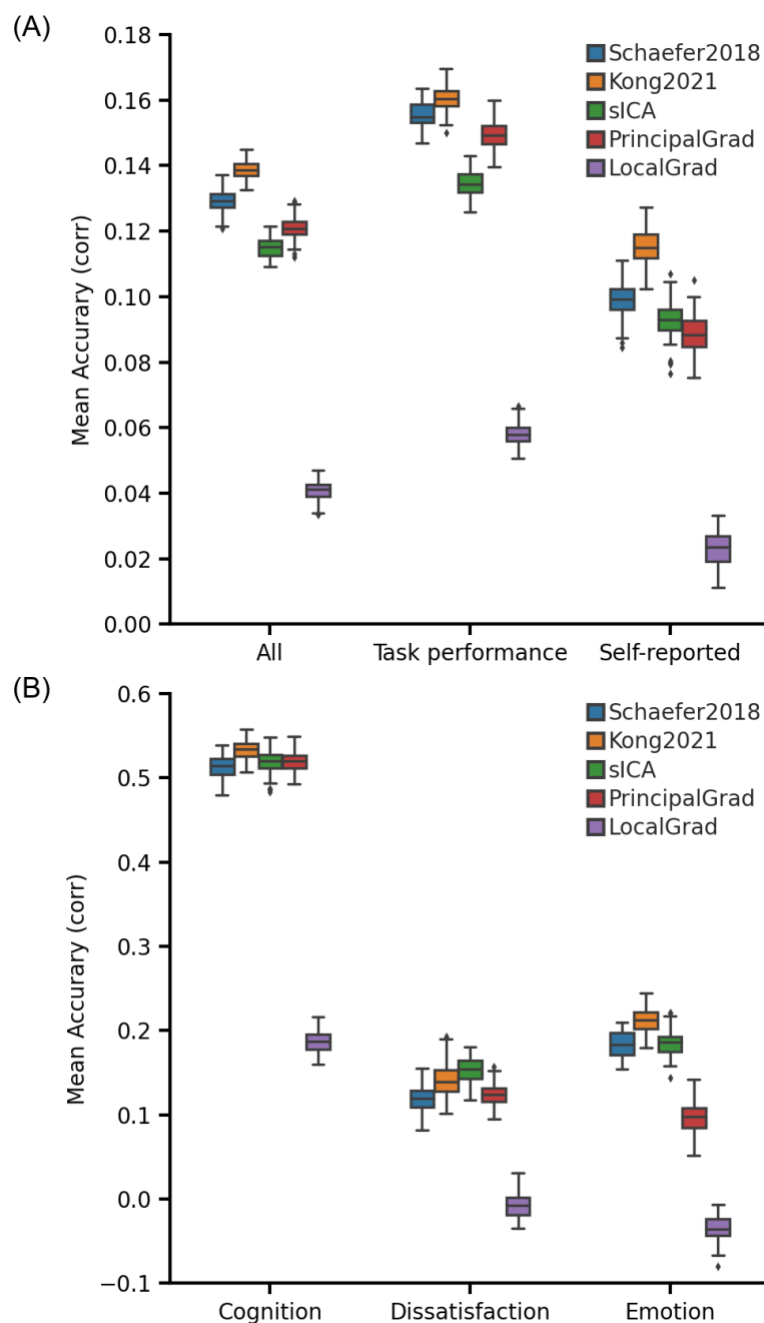 (A)
0.18
0.16
0.14
0.12
0.10
0.08
0.06
0.04
0.02
0.00
Mean Accurary (corr)
Schaefer2018
Kong2021
sICA
PrincipalGrad
LocalGrad
All Task performance Self-reported
(B)
0.6
0.5
0.4
0.3
0.2
0.1
0.0
−0.1
Mean Accurary (corr)
Schaefer2018
Kong2021
sICA
PrincipalGrad
LocalGrad
Cognition Dissatisfaction Emotion